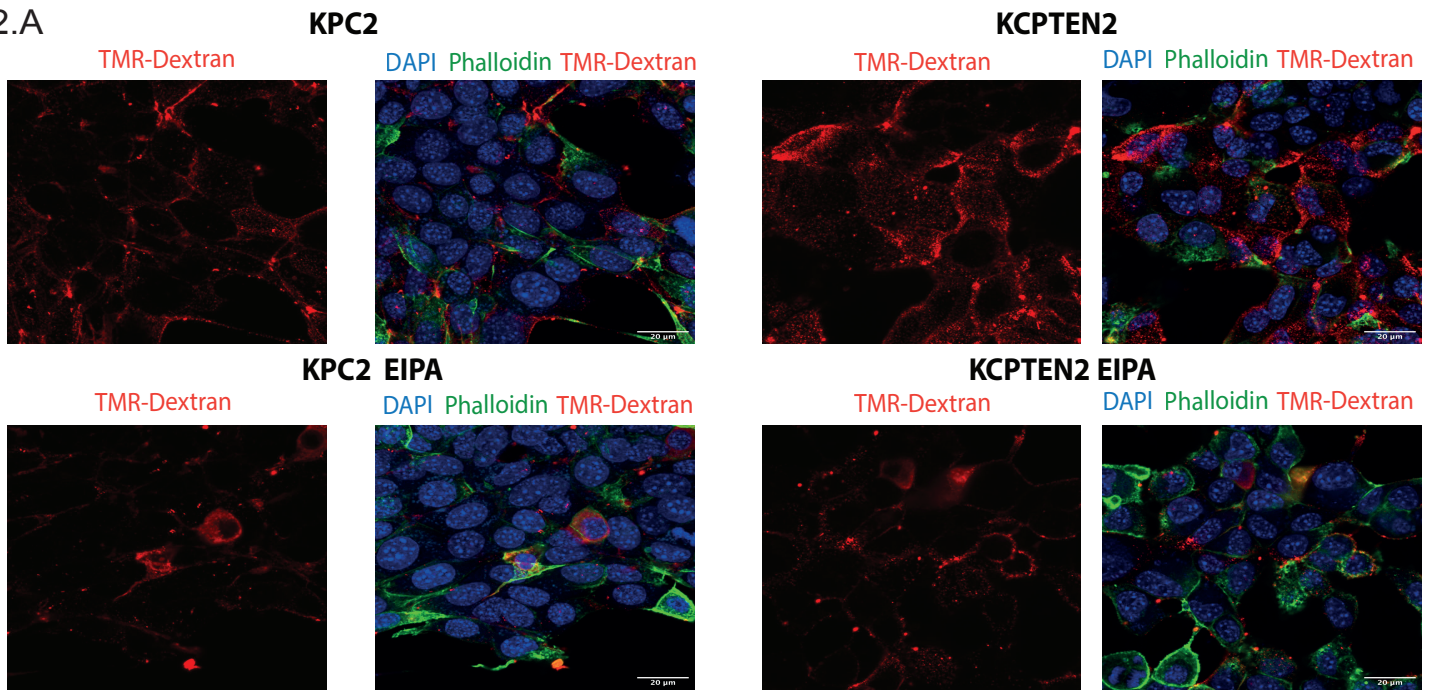 2.A
KPC2
KCPTEN2
TMR-Dextran
DAPI Phalloidin TMR-Dextran
TMR-Dextran
DAPI Phalloidin TMR-Dextran
20 μm
20 μm
KPC2 EIPA
KCPTEN2 EIPA
TMR-Dextran
DAPI Phalloidin TMR-Dextran
TMR-Dextran
DAPI Phalloidin TMR-Dextran
20 μm
20 μm